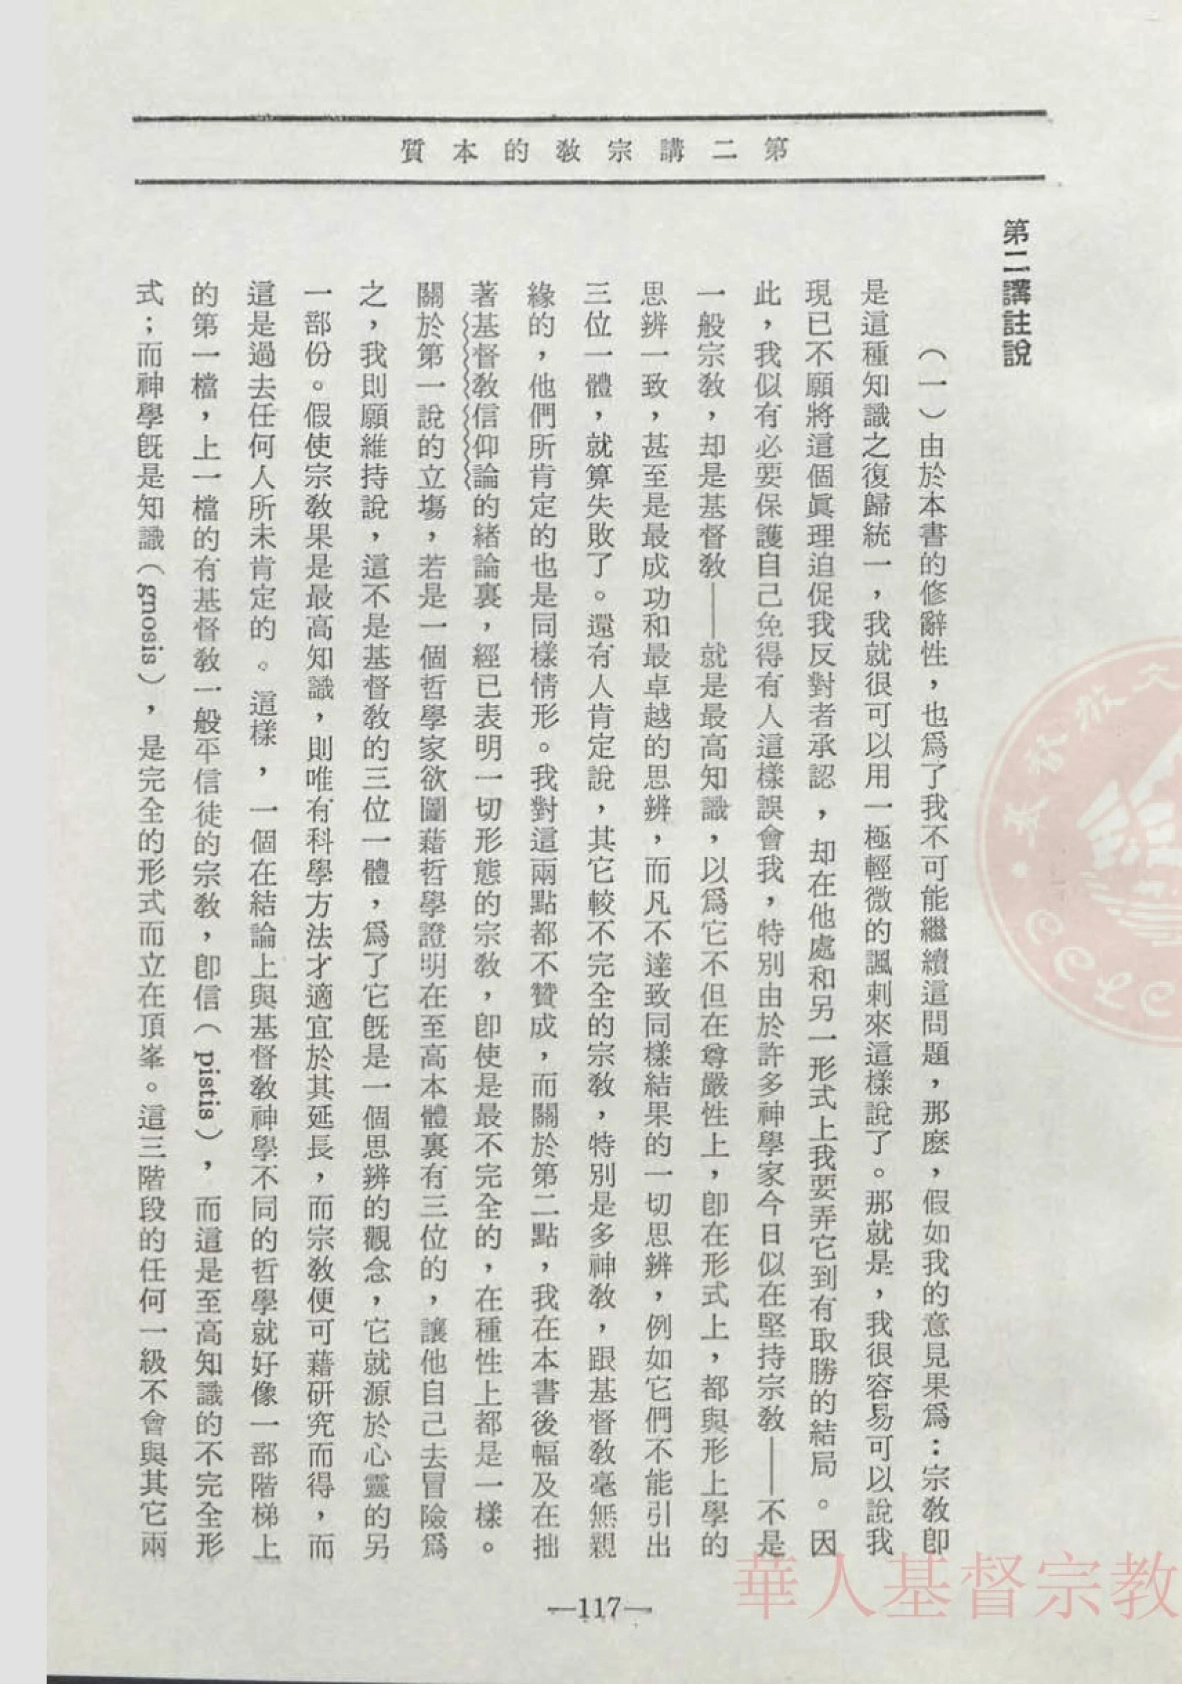 第二講宗敎的本質
第二講註說
（一）由於本書的修辭性，也爲了我不可能繼續這問題，那麽，假如我的意見果爲：宗敎卽
是這種知識之復歸統一，我就很可以用一極輕微的諷刺來這樣說了。那就是，我很容易可以說我
現已不願將這個眞理迫促我反對者承認，却在他處和另一形式上我要弄它到有取勝的結局。因
此，我似有必要保護自己免得有人這樣誤會我，特別由於許多神學家今日似在堅持宗敎——不是
一般宗敎，却是基督敎——就是最高知識，以爲它不但在尊嚴性上，卽在形式上，都與形上學的
思辨一致，甚至是最成功和最卓越的思辨，而凡不達致同樣結果的一切思辨，例如它們不能引出
三位一體，就算失敗了。還有人肯定說，其它較不完全的宗敎，特別是多神敎，跟基督敎毫無親
緣的，他們所肯定的也是同樣情形。我對這兩點都不贊成，而關於第二點，我在本書後幅及在拙
著基督敎信仰論的緒論裏，經已表明一切形態的宗敎，卽使是最不完全的，在種性上都是一樣。
關於第一說的立塲，若是一個哲學家欲圖藉哲學證明在至高本體裏有三位的，讓他自己去冒險爲
之，我則願維持說，這不是基督敎的三位一體，爲了它旣是一個思辨的觀念，它就源於心靈的另
一部份。假使宗敎果是最高知識，則唯有科學方法才適宜於其延長，而宗敎便可藉研究而得，而
這是過去任何人所未肯定的。這樣，一個在結論上與基督敎神學不同的哲學就好像一部階梯上
的第一檔，上一檔的有基督敎一般平信徒的宗敎，卽信（pistis），而這是至高知識的不完全形
式；而神學旣是知識（gnosis），是完全的形式而立在頂峯。這三階段的任何一級不會與其它兩
—117—
華人基督宗教